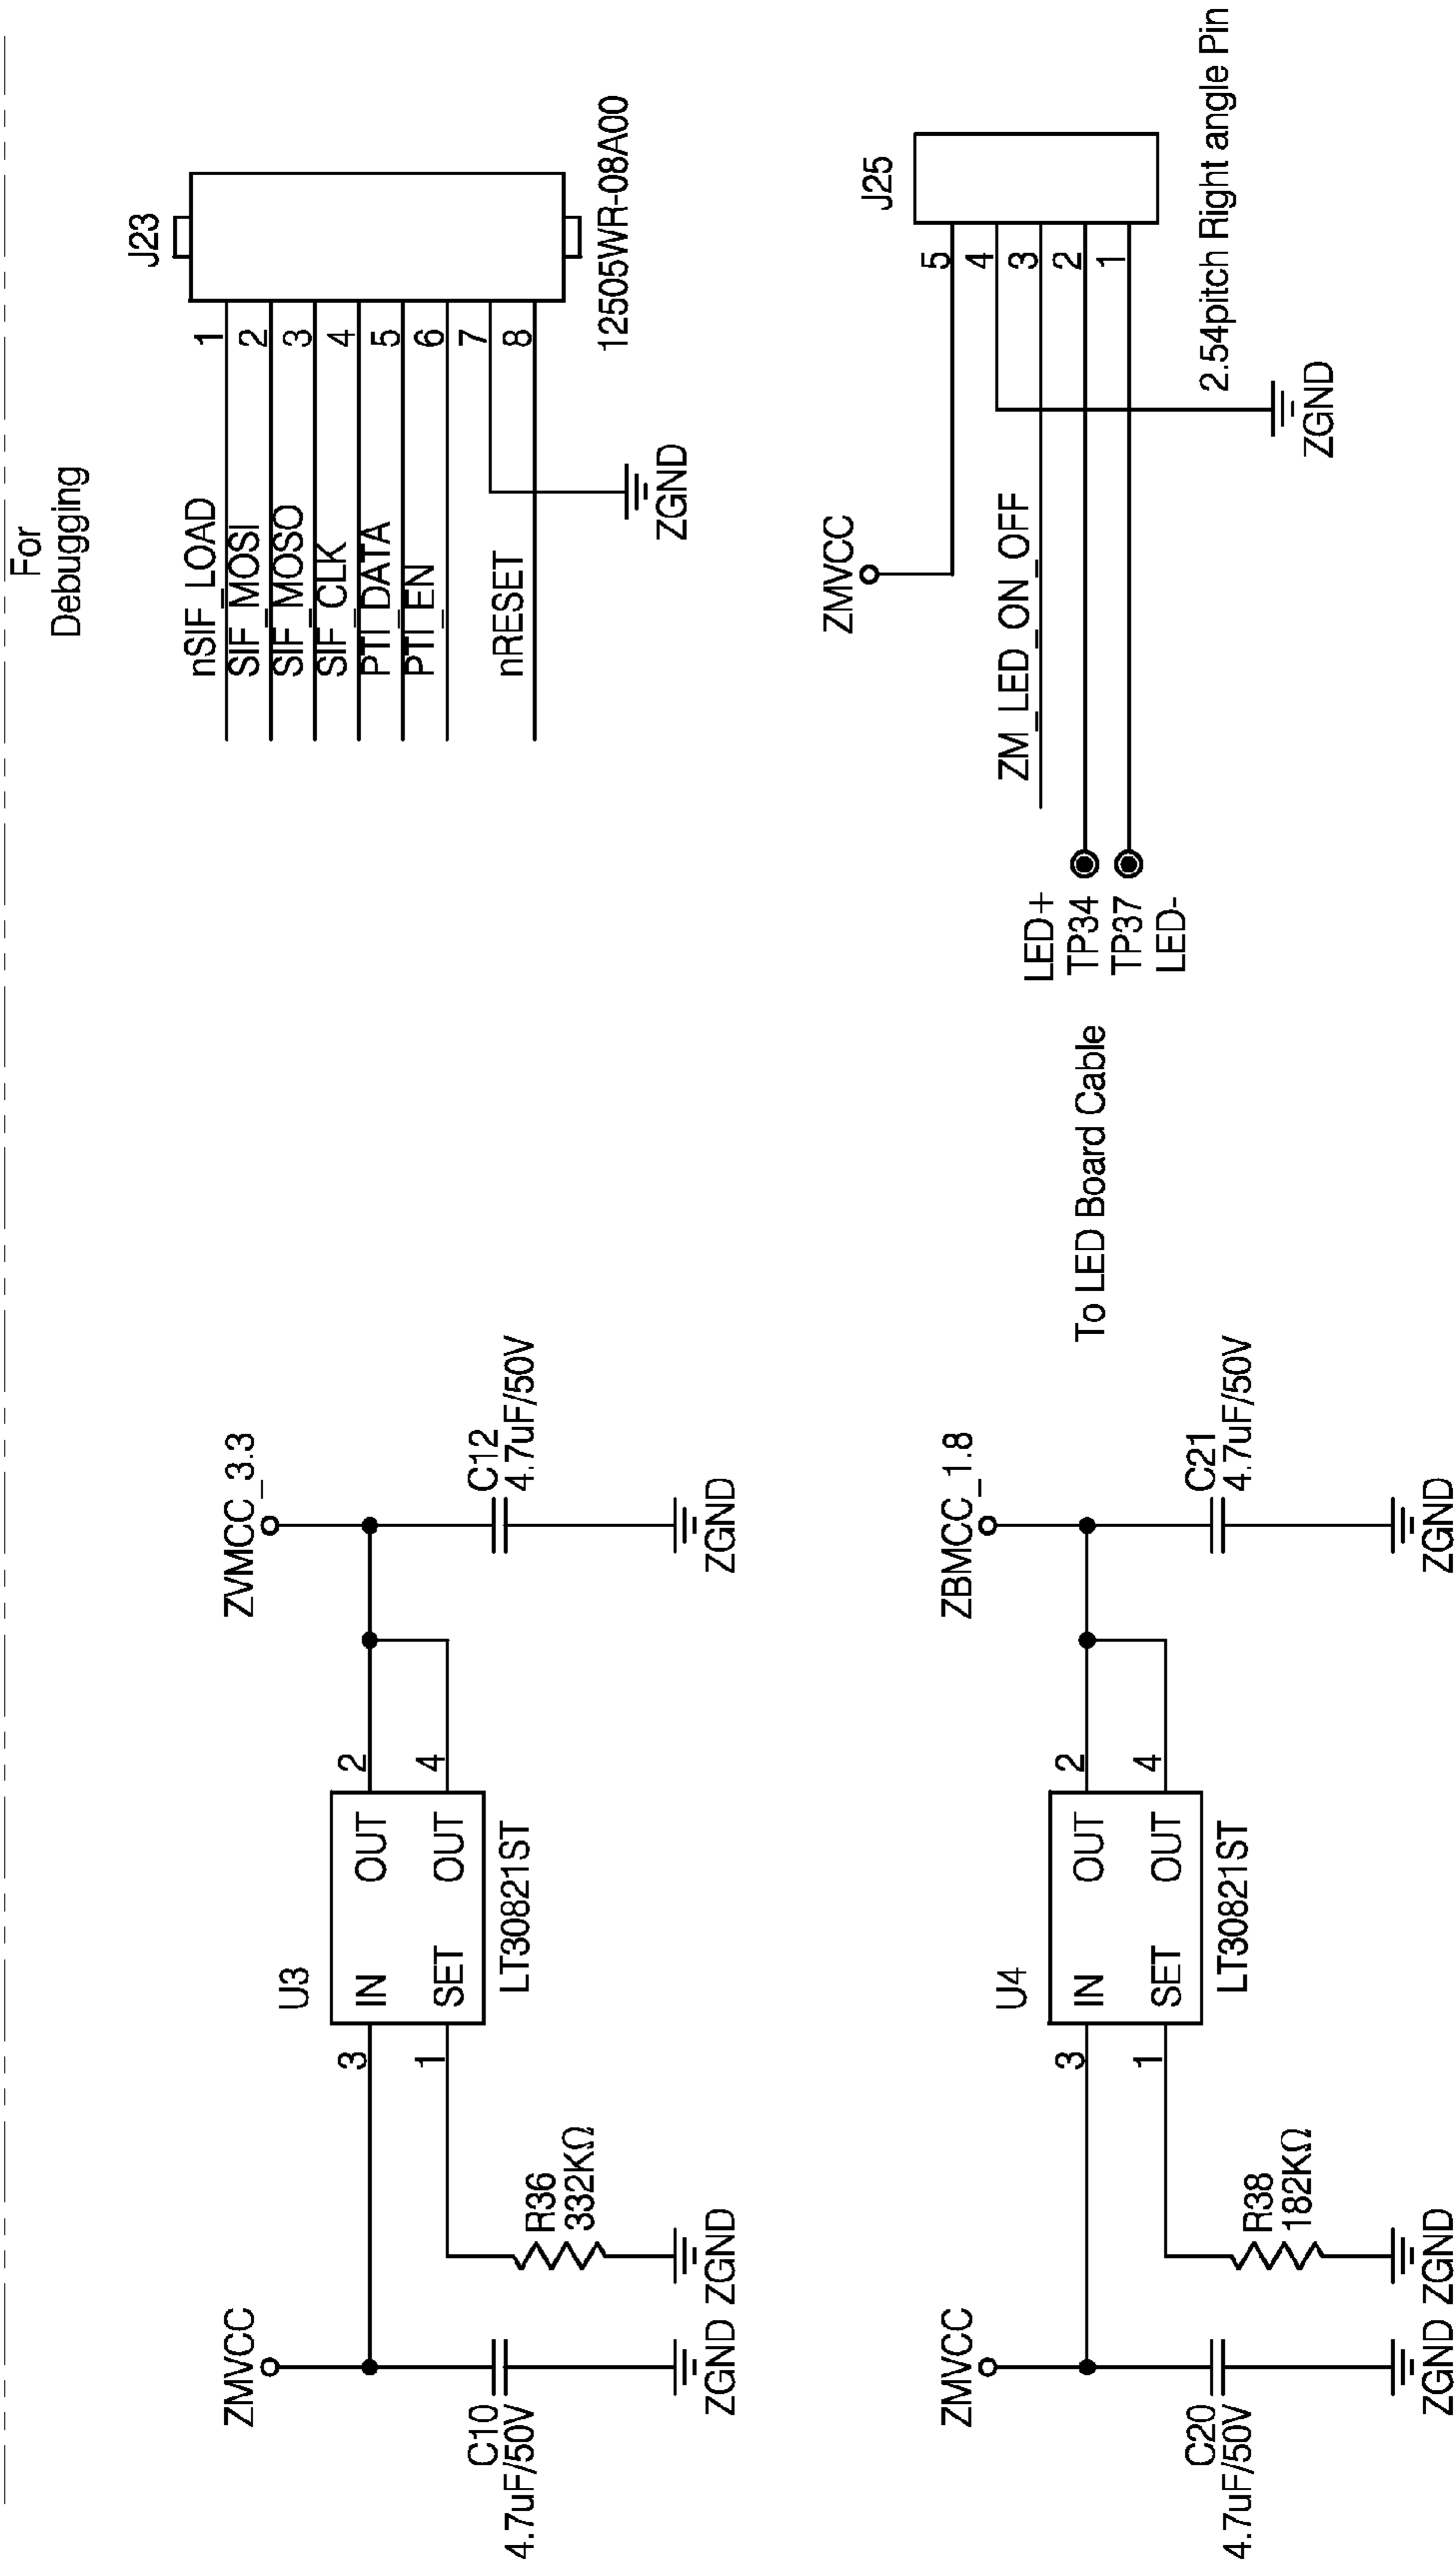 For
Debugging
J23
nSIF_LOAD 1
SIF_MOSI 2
SIF_MOSO 3
SIF_CLK 4
PTI_DATA 5
PTI_EN 6
7
nRESET 8
ZGND
12505WR-08A00
ZVMCC_3.3
ZMVCC
U3
3 IN OUT 2
1 SET OUT 4
LT30821ST
C12
4.7uF/50V
R36
332KΩ
C10
4.7uF/50V
ZGND ZGND
ZGND
J25
ZMVCC
5
4
ZM_LED_ON_OFF 3
2
1
LED+
TP34
TP37
LED-
To LED Board Cable
2.54pitch Right angle Pin
ZGND
ZBMCC_1.8
ZMVCC
U4
3 IN OUT 2
1 SET OUT 4
LT30821ST
C21
4.7uF/50V
R38
182KΩ
C20
4.7uF/50V
ZGND ZGND
ZGND